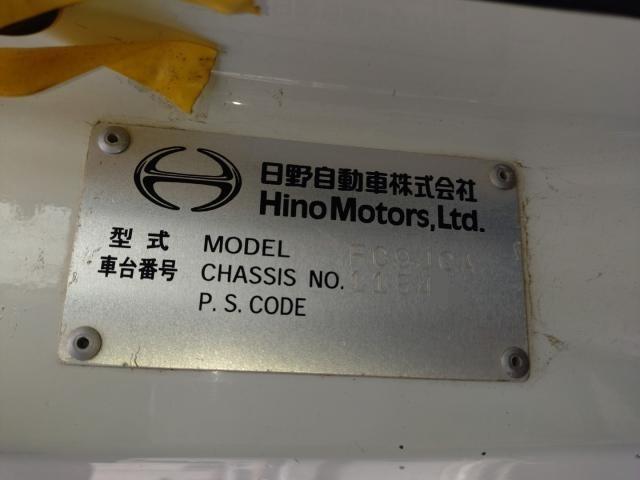 日野自動車株式会社
Hino Motors, Ltd.
型式 MODEL FC9JCA
車台番号 CHASSIS NO.
P. S. CODE